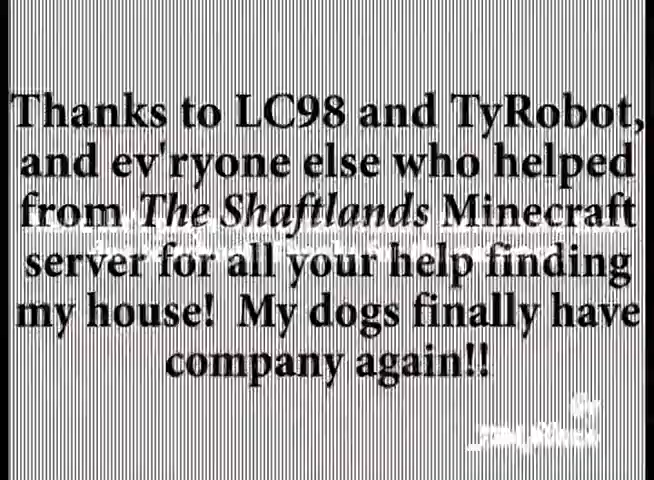 Thanks to LC98 and TyRobot,
and ev'ryone else who helped
from The Shaftlands Minecraft
server for all your help finding
my house!  My dogs finally have
company again!!